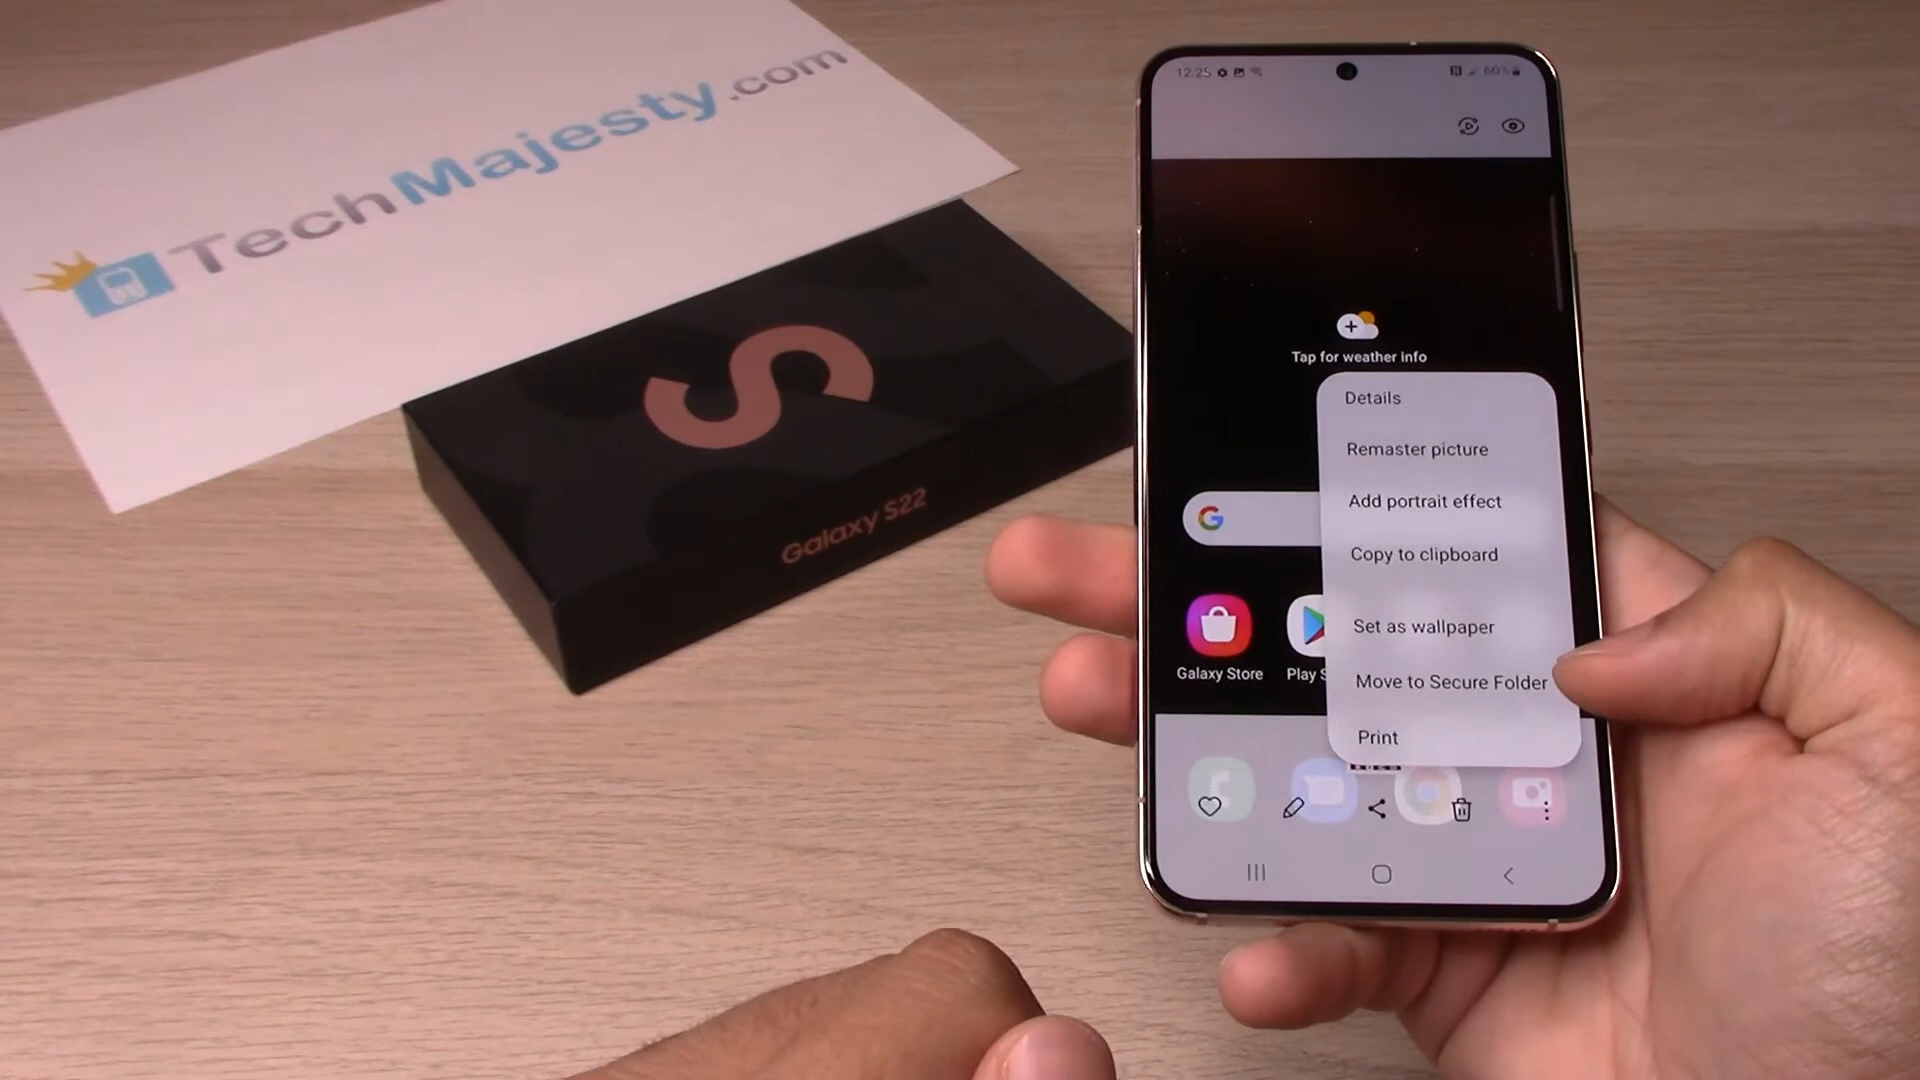 TechMajesty.com
Galaxy S22
12:25
60%
Tap for weather info
Details
Remaster picture
Add portrait effect
Copy to clipboard
Set as wallpaper
Move to Secure Folder
Print
G
Galaxy Store
Play S